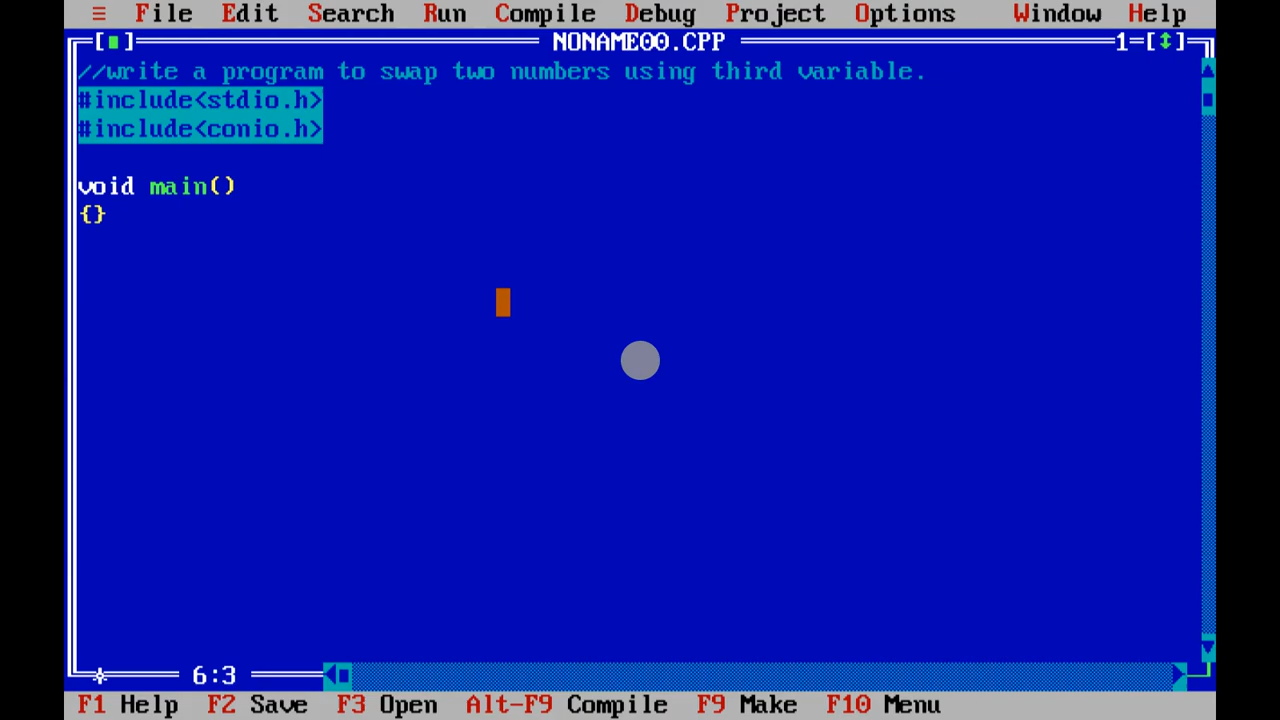 ≡ File Edit Search Run Compile Debug Project Options Window Help
[■] NONAME00.CPP 1=[↕]
//write a program to swap two numbers using third variable.
#include<stdio.h>
#include<conio.h>
void main()
{}
6:3
F1 Help F2 Save F3 Open Alt-F9 Compile F9 Make F10 Menu